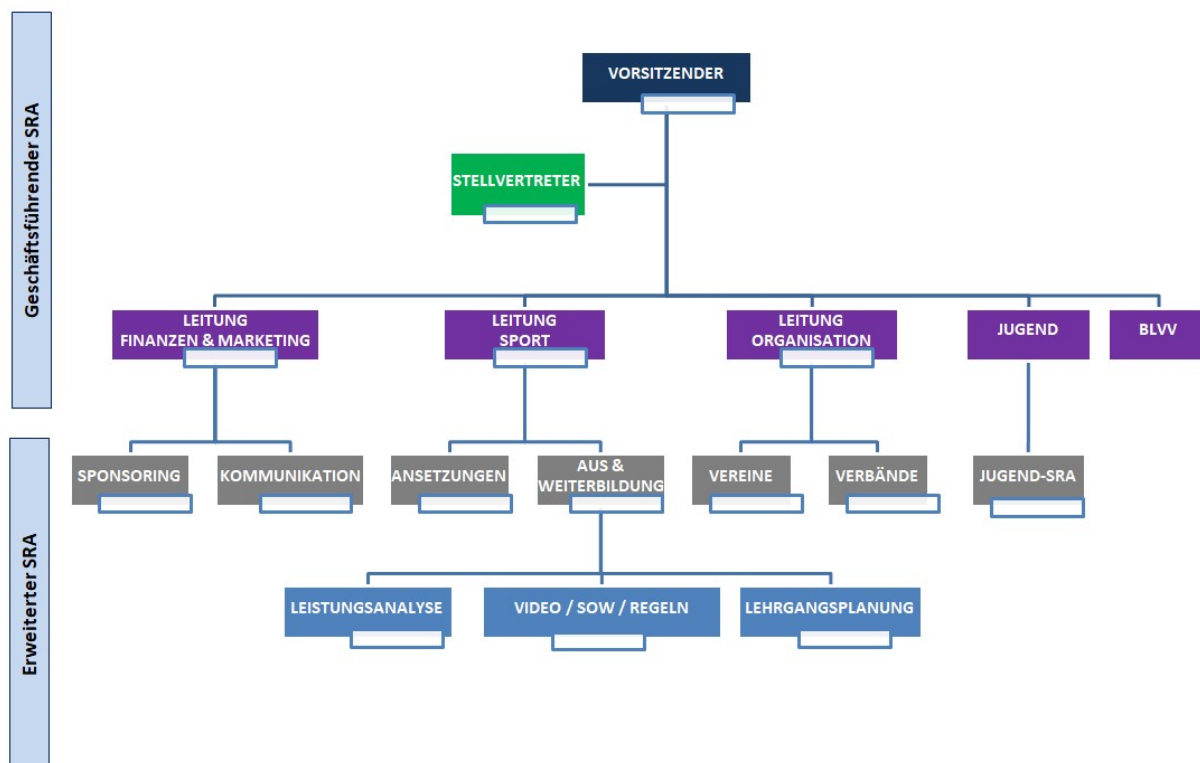 Geschäftsführender SRA
VORSITZENDER
STELLVERTRETER
LEITUNG
FINANZEN & MARKETING
LEITUNG
SPORT
LEITUNG
ORGANISATION
JUGEND
BLVV
Erweiterter SRA
SPONSORING
KOMMUNIKATION
ANSETZUNGEN
AUS &
WEITERBILDUNG
VEREINE
VERBÄNDE
JUGEND-SRA
LEISTUNGSANALYSE
VIDEO / SOW / REGELN
LEHRGANGSPLANUNG